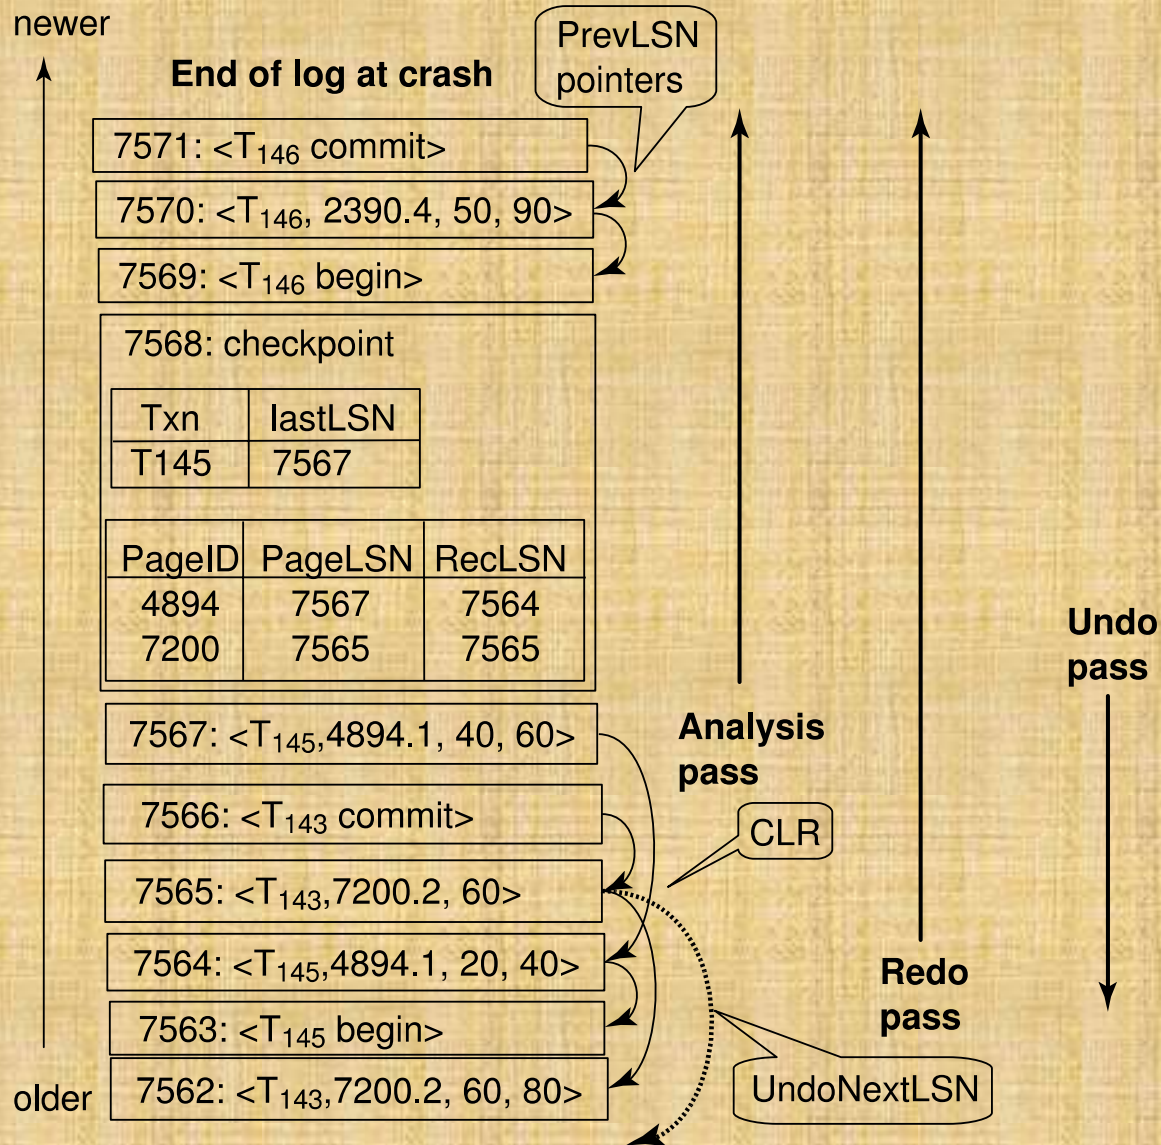 newer
End of log at crash
PrevLSN
pointers
7571: <T146 commit>
7570: <T146, 2390.4, 50, 90>
7569: <T146 begin>
7568: checkpoint
Txn lastLSN
T145 7567
PageID PageLSN RecLSN
4894 7567 7564
7200 7565 7565
7567: <T145,4894.1, 40, 60>
7566: <T143 commit>
7565: <T143,7200.2, 60>
7564: <T145,4894.1, 20, 40>
7563: <T145 begin>
7562: <T143,7200.2, 60, 80>
older
Analysis
pass
CLR
Redo
pass
UndoNextLSN
Undo
pass